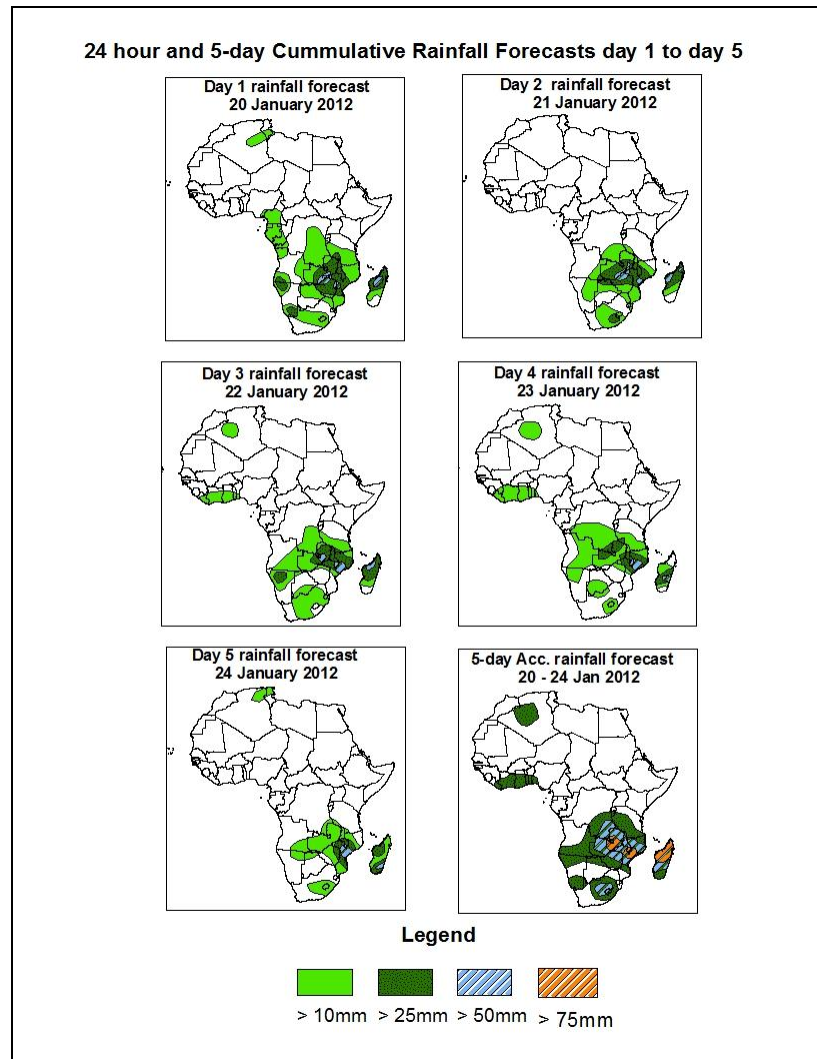 24 hour and 5-day Cummulative Rainfall Forecasts day 1 to day 5
Day 1 rainfall forecast
20 January 2012
Day 2 rainfall forecast
21 January 2012
Day 3 rainfall forecast
22 January 2012
Day 4 rainfall forecast
23 January 2012
Day 5 rainfall forecast
24 January 2012
5-day Acc. rainfall forecast
20 - 24 Jan 2012
Legend
> 10mm > 25mm > 50mm > 75mm